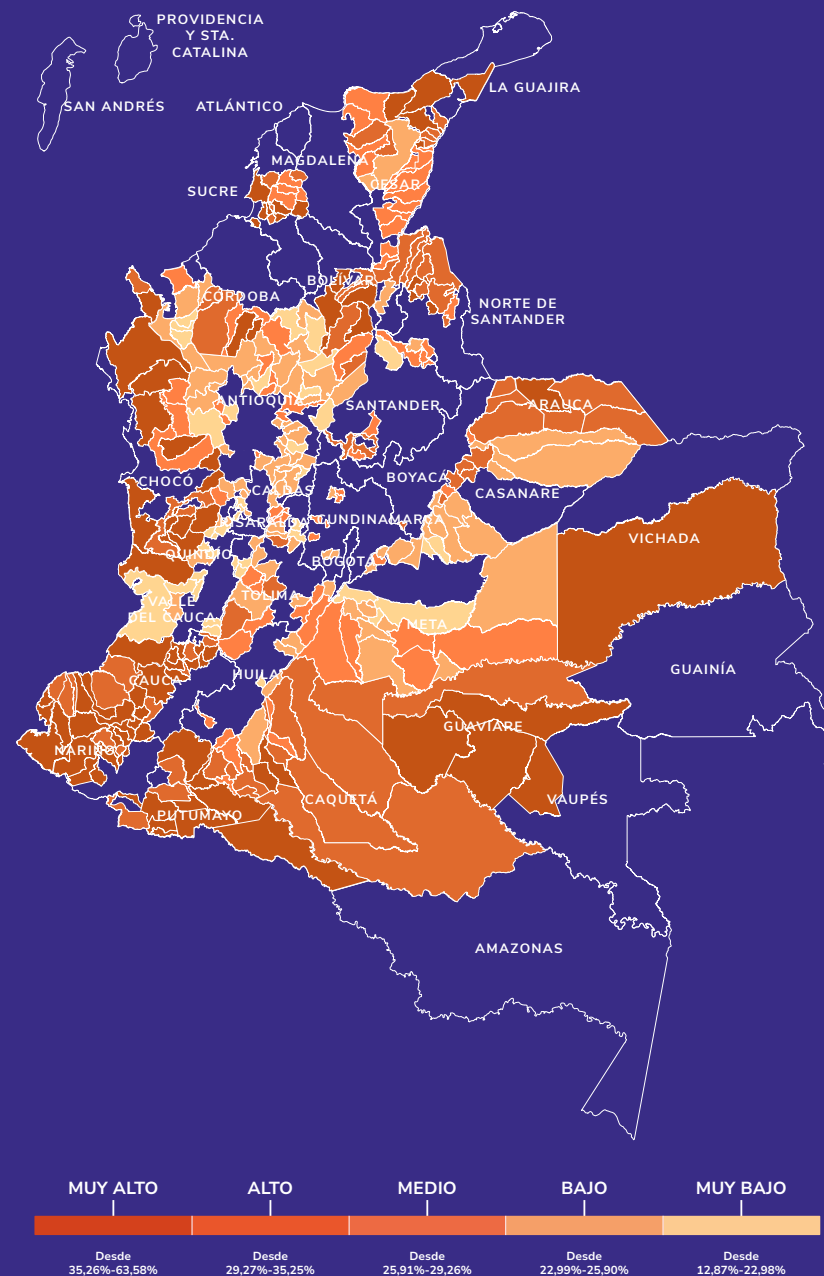 PROVIDENCIA
Y STA.
CATALINA
SAN ANDRÉS
ATLÁNTICO
LA GUAJIRA
MAGDALENA
CESAR
SUCRE
BOLÍVAR
CÓRDOBA
NORTE DE
SANTANDER
ANTIOQUIA
SANTANDER
ARAUCA
CHOCÓ
CALDAS
BOYACÁ
CASANARE
RISARALDA
CUNDINAMARCA
VICHADA
QUINDÍO
BOGOTÁ
TOLIMA
VALLE
DEL CAUCA
META
CAUCA
HUILA
GUAINÍA
NARIÑO
GUAVIARE
CAQUETÁ
VAUPÉS
PUTUMAYO
AMAZONAS
MUY ALTO
ALTO
MEDIO
BAJO
MUY BAJO
Desde
35,26%-63,58%
Desde
29,27%-35,25%
Desde
25,91%-29,26%
Desde
22,99%-25,90%
Desde
12,87%-22,98%